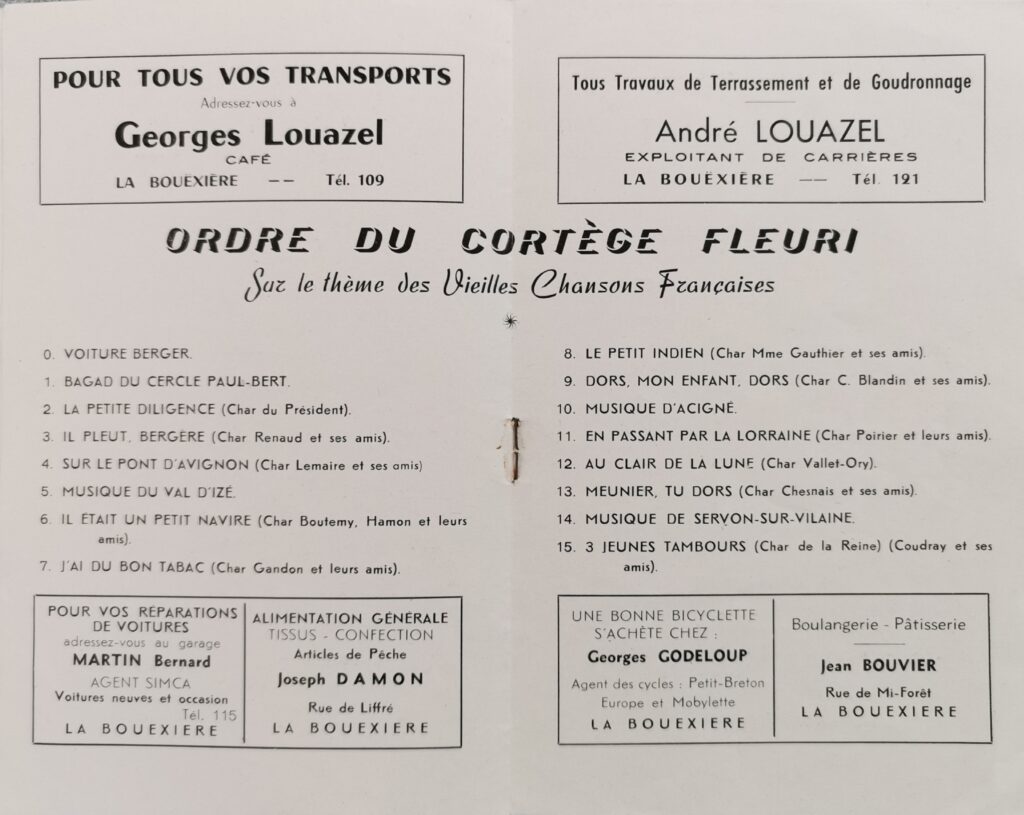 POUR TOUS VOS TRANSPORTS
Adressez-vous à
Georges Louazel
CAFÉ
LA BOUËXIÈRE —— Tél. 109
Tous Travaux de Terrassement et de Goudronnage
André LOUAZEL
EXPLOITANT DE CARRIÈRES
LA BOUËXIÈRE —— Tél. 121
ORDRE DU CORTÈGE FLEURI
Sur le thème des Vieilles Chansons Françaises
*
0. VOITURE BERGER.
1. BAGAD DU CERCLE PAUL-BERT.
2. LA PETITE DILIGENCE (Char du Président).
3. IL PLEUT, BERGÈRE (Char Renaud et ses amis).
4. SUR LE PONT D'AVIGNON (Char Lemaire et ses amis)
5. MUSIQUE DU VAL D'IZÉ.
6. IL ÉTAIT UN PETIT NAVIRE (Char Boutemy, Hamon et leurs
amis).
7. J'AI DU BON TABAC (Char Gandon et leurs amis).
8. LE PETIT INDIEN (Char Mme Gauthier et ses amis).
9. DORS, MON ENFANT, DORS (Char C. Blandin et ses amis).
10. MUSIQUE D'ACIGNÉ.
11. EN PASSANT PAR LA LORRAINE (Char Poirier et leurs amis).
12. AU CLAIR DE LA LUNE (Char Vallet-Ory).
13. MEUNIER, TU DORS (Char Chesnais et ses amis).
14. MUSIQUE DE SERVON-SUR-VILAINE.
15. 3 JEUNES TAMBOURS (Char de la Reine) (Coudray et ses
amis).
POUR VOS RÉPARATIONS
DE VOITURES
adressez-vous au garage
MARTIN Bernard
AGENT SIMCA
Voitures neuves et occasion
Tél. 115
LA BOUEXIERE
ALIMENTATION GÉNÉRALE
TISSUS - CONFECTION
Articles de Pêche
Joseph DAMON
Rue de Liffré
LA BOUEXIERE
UNE BONNE BICYCLETTE
S'ACHÈTE CHEZ :
Georges GODELOUP
Agent des cycles : Petit-Breton
Europe et Mobylette
LA BOUEXIERE
Boulangerie - Pâtisserie
Jean BOUVIER
Rue de Mi-Forêt
LA BOUEXIERE